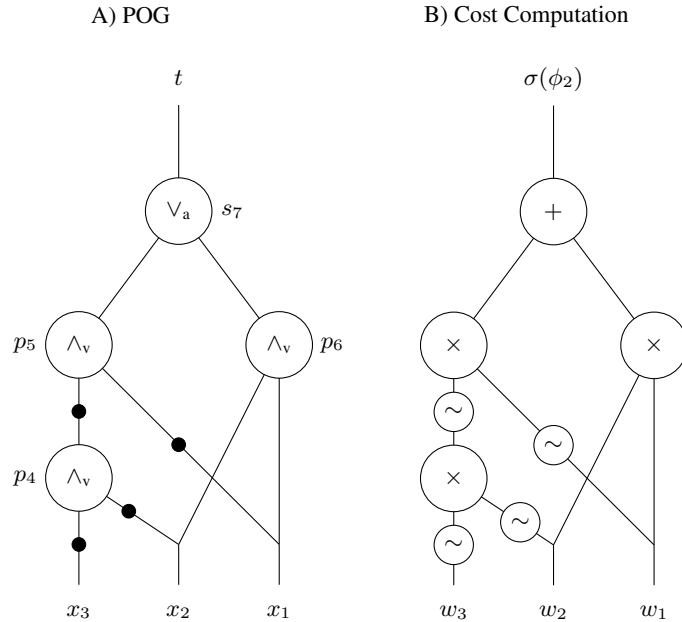 A) POG B) Cost Computation
t σ(ϕ₂)
∨ₐ s₇ +
p₅ ∧ᵥ ∧ᵥ p₆ × ×
~ ~
p₄ ∧ᵥ ×
~
~
x₃ x₂ x₁ w₃ w₂ w₁